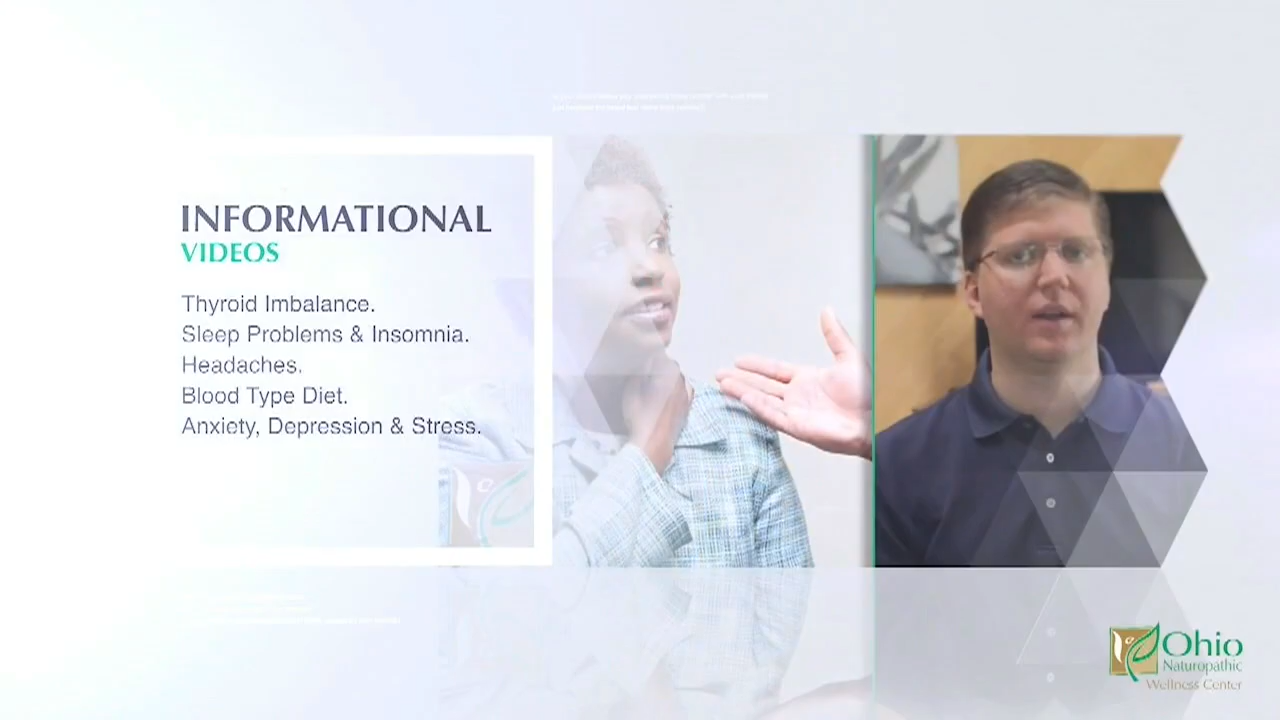 INFORMATIONAL
VIDEOS
Thyroid Imbalance.
Sleep Problems & Insomnia.
Headaches.
Blood Type Diet.
Anxiety, Depression & Stress.
Ohio
Naturopathic
Wellness Center